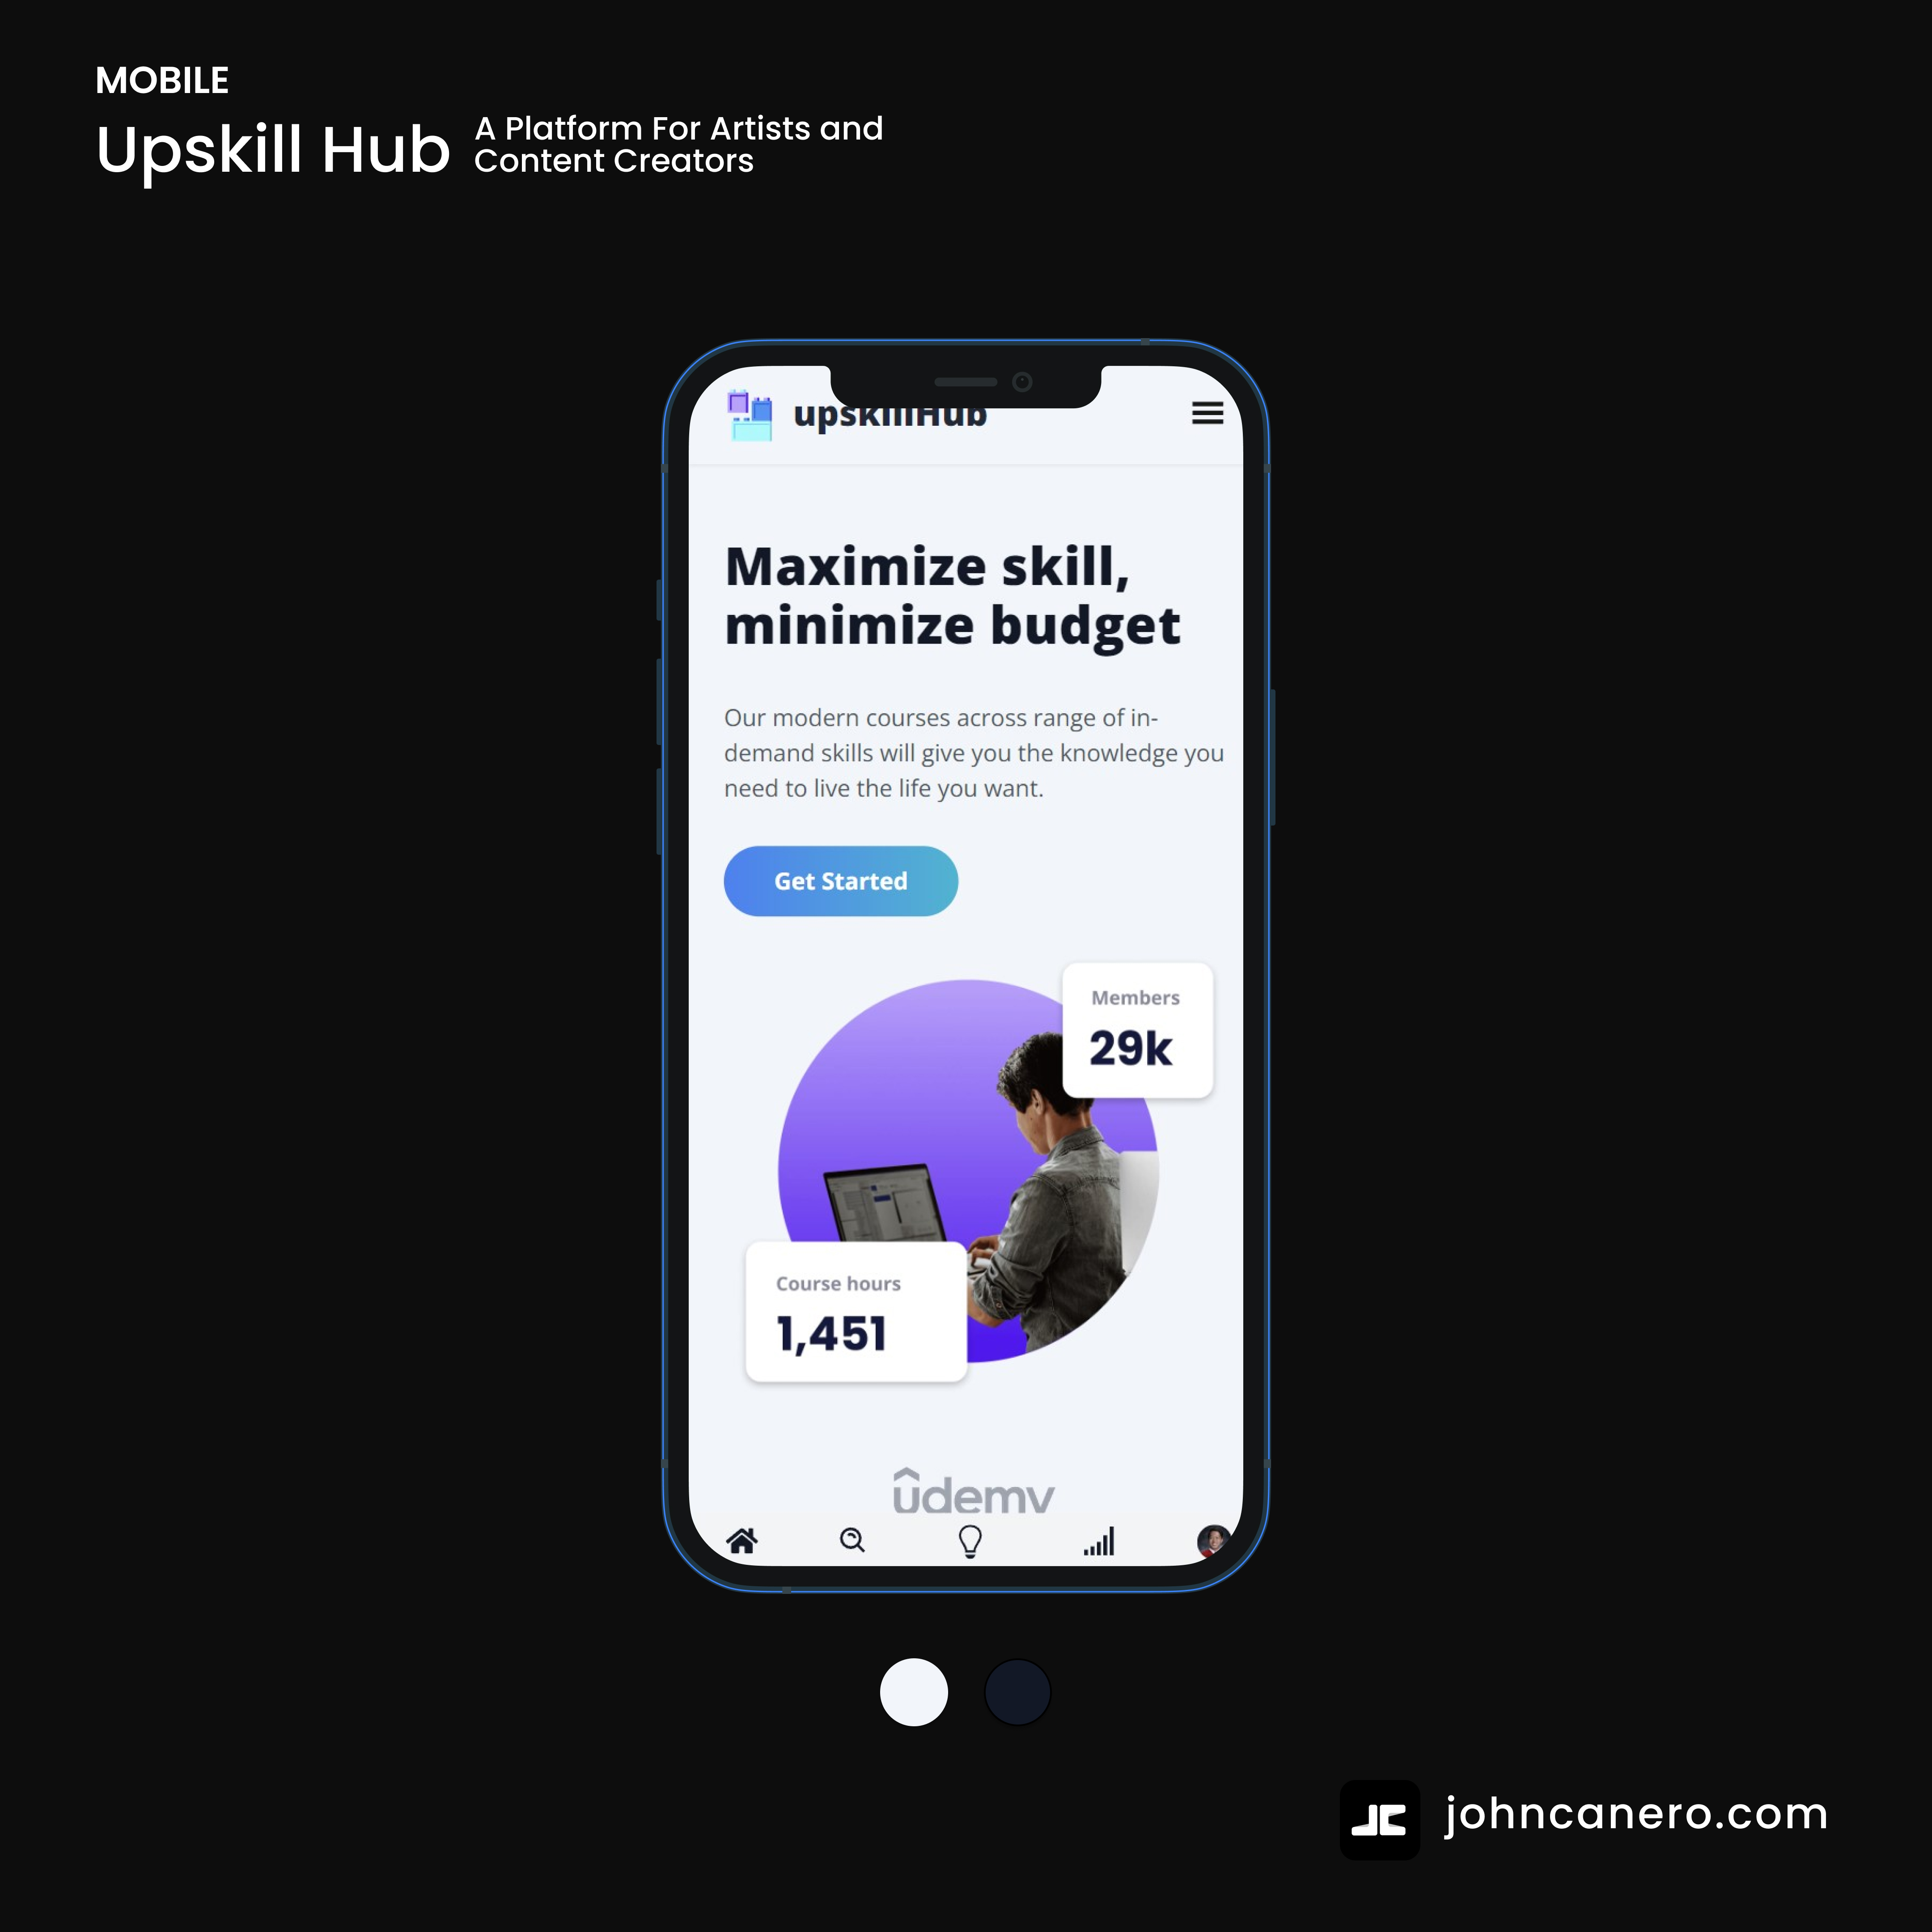 MOBILE
Upskill Hub
A Platform For Artists and
Content Creators
upskillHub
Maximize skill,
minimize budget
Our modern courses across range of in-
demand skills will give you the knowledge you
need to live the life you want.
Get Started
Members
29k
Course hours
1,451
ûdemy
JC
johncanero.com